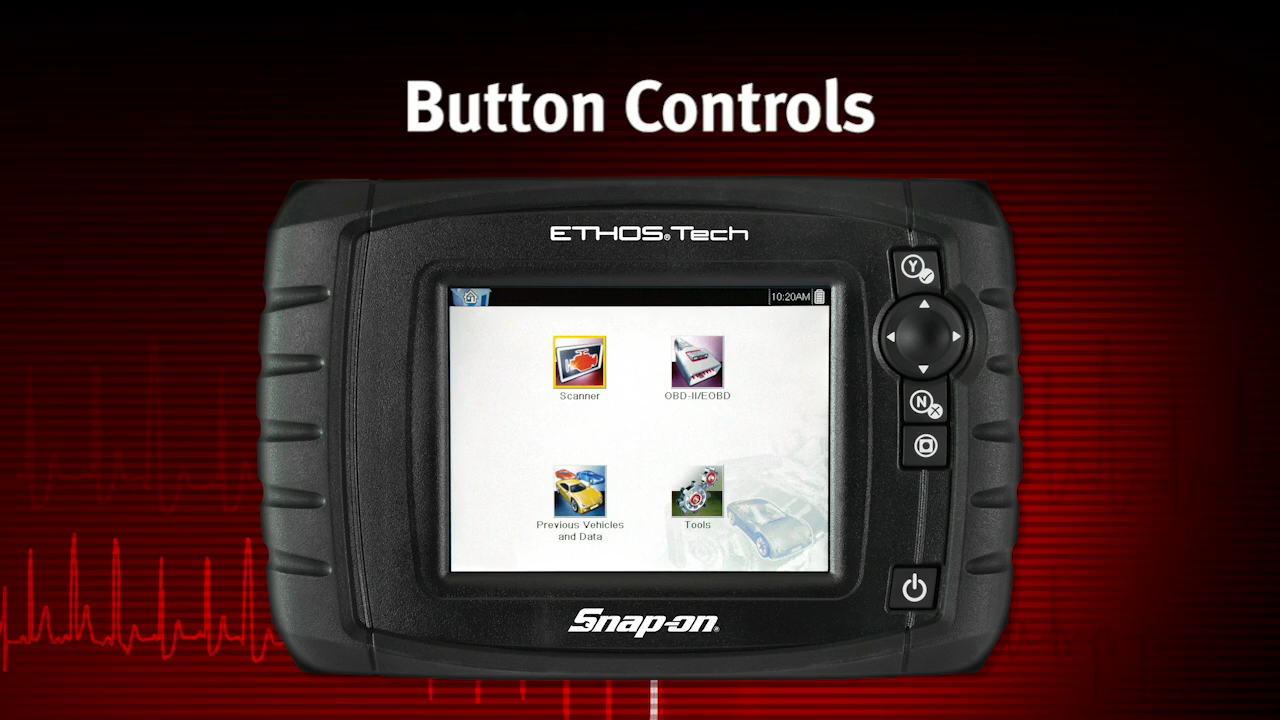 Button Controls
ETHOS® Tech
10:20AM
Y
Scanner
OBD-II/EOBD
N
Previous Vehicles
and Data
Tools
Snap-on®